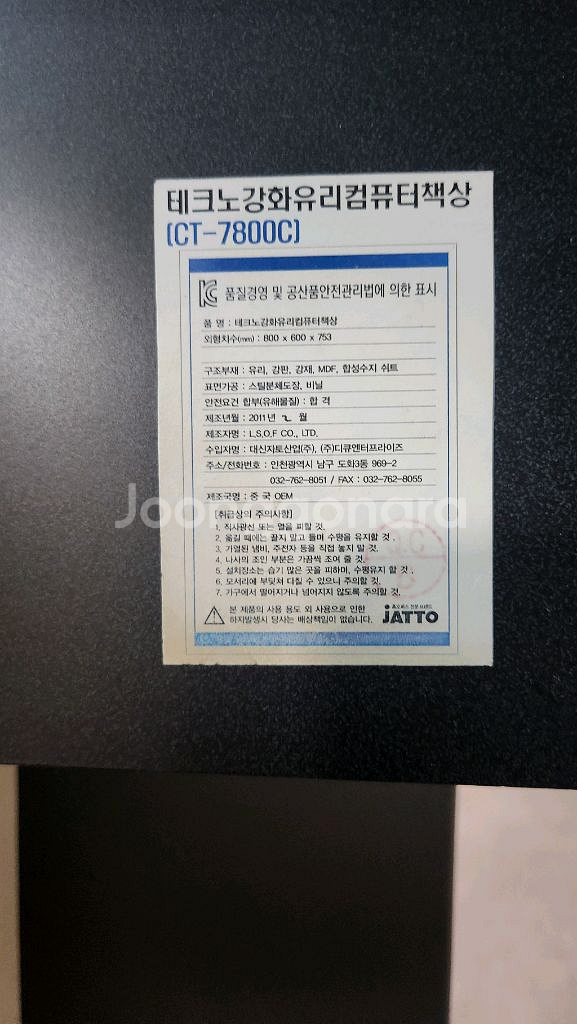 테크노강화유리컴퓨터책상
(CT-7800C)
품질경영 및 공산품안전관리법에 의한 표시
품 명 : 테크노강화유리컴퓨터책상
외형치수(mm) : 800 x 600 x 753
구조부재 : 유리, 강판, 강재, MDF, 합성수지 쉬트
표면가공 : 스틸분체도장, 비닐
안전요건 합부(유해물질) : 합 격
제조년월 : 2011년 2 월
제조자명 : L.S.O.F CO., LTD.
수입자명 : 대신지토산업(주), (주)디큐엔터프라이즈
주소/전화번호 : 인천광역시 남구 도화3동 969-2
032-762-8051 / FAX : 032-762-8055
제조국명 : 중 국 OEM
Joonggonara
[취급상의 주의사항]
1. 직사광선 또는 열을 피할 것.
2. 옮길 때에는 끌지 말고 들며 수평을 유지할 것.
3. 가열된 냄비, 주전자 등을 직접 놓지 말 것.
4. 나사의 조인 부분은 가끔씩 조여 줄 것.
5. 설치장소는 습기 많은 곳을 피하며, 수평유지 할 것.
6. 모서리에 부딪쳐 다칠 수 있으니 주의할 것.
7. 가구에서 떨어지거나 넘어지지 않도록 주의할 것.
본 제품의 사용 용도 외 사용으로 인한
하자발생시 당사는 배상책임이 없습니다.
JATTO